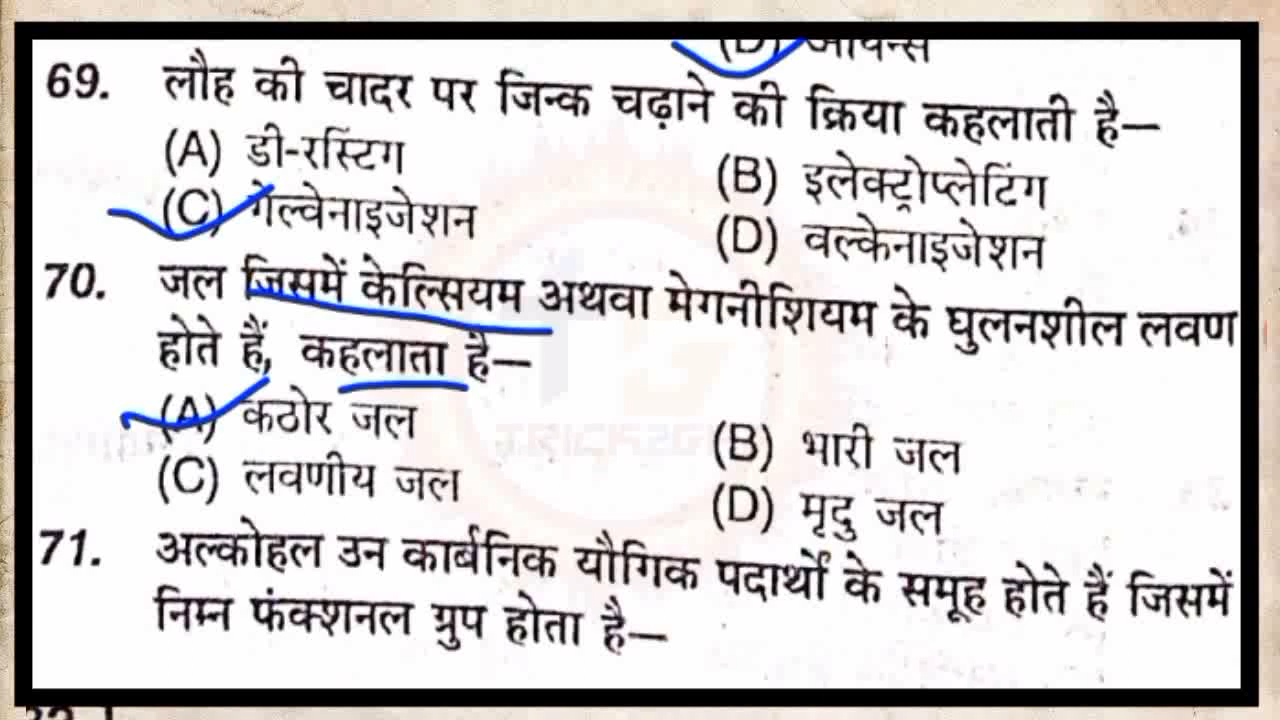 (D) जायन्स
69. लौह की चादर पर जिन्क चढ़ाने की क्रिया कहलाती है—
(A) डी-रस्टिंग (B) इलेक्ट्रोप्लेटिंग
(C) गेल्वेनाइजेशन (D) वल्केनाइजेशन
70. जल जिसमें केल्सियम अथवा मेगनीशियम के घुलनशील लवण
होते हैं, कहलाता है—
(A) कठोर जल (B) भारी जल
(C) लवणीय जल (D) मृदु जल
71. अल्कोहल उन कार्बनिक यौगिक पदार्थों के समूह होते हैं जिसमें
निम्न फंक्शनल ग्रुप होता है—